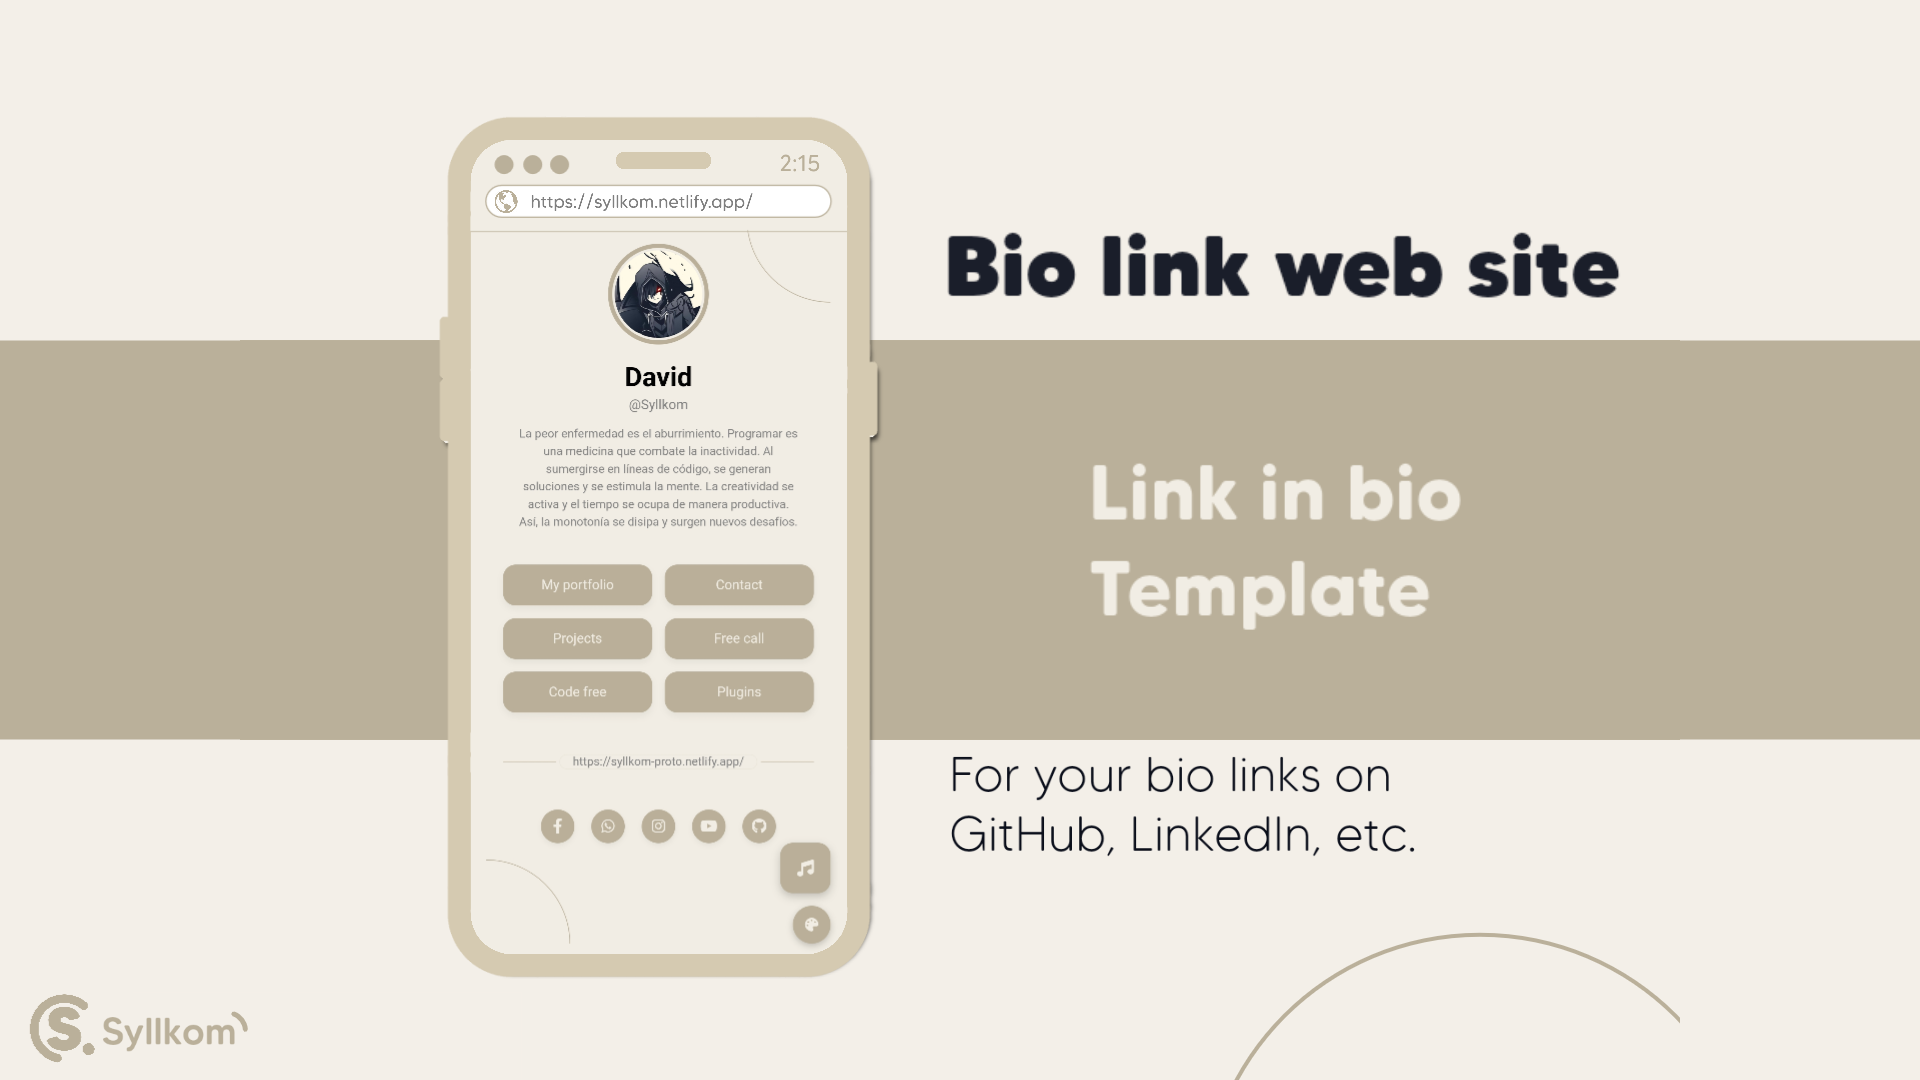 2:15
https://syllkom.netlify.app/
David
@Syllkom
La peor enfermedad es el aburrimiento. Programar es
una medicina que combate la inactividad. Al
sumergirse en líneas de código, se generan
soluciones y se estimula la mente. La creatividad se
activa y el tiempo se ocupa de manera productiva.
Así, la monotonía se disipa y surgen nuevos desafíos.
My portfolio
Contact
Projects
Free call
Code free
Plugins
https://syllkom-proto.netlify.app/
Bio link web site
Link in bio
Template
For your bio links on
GitHub, LinkedIn, etc.
S.
Syllkom